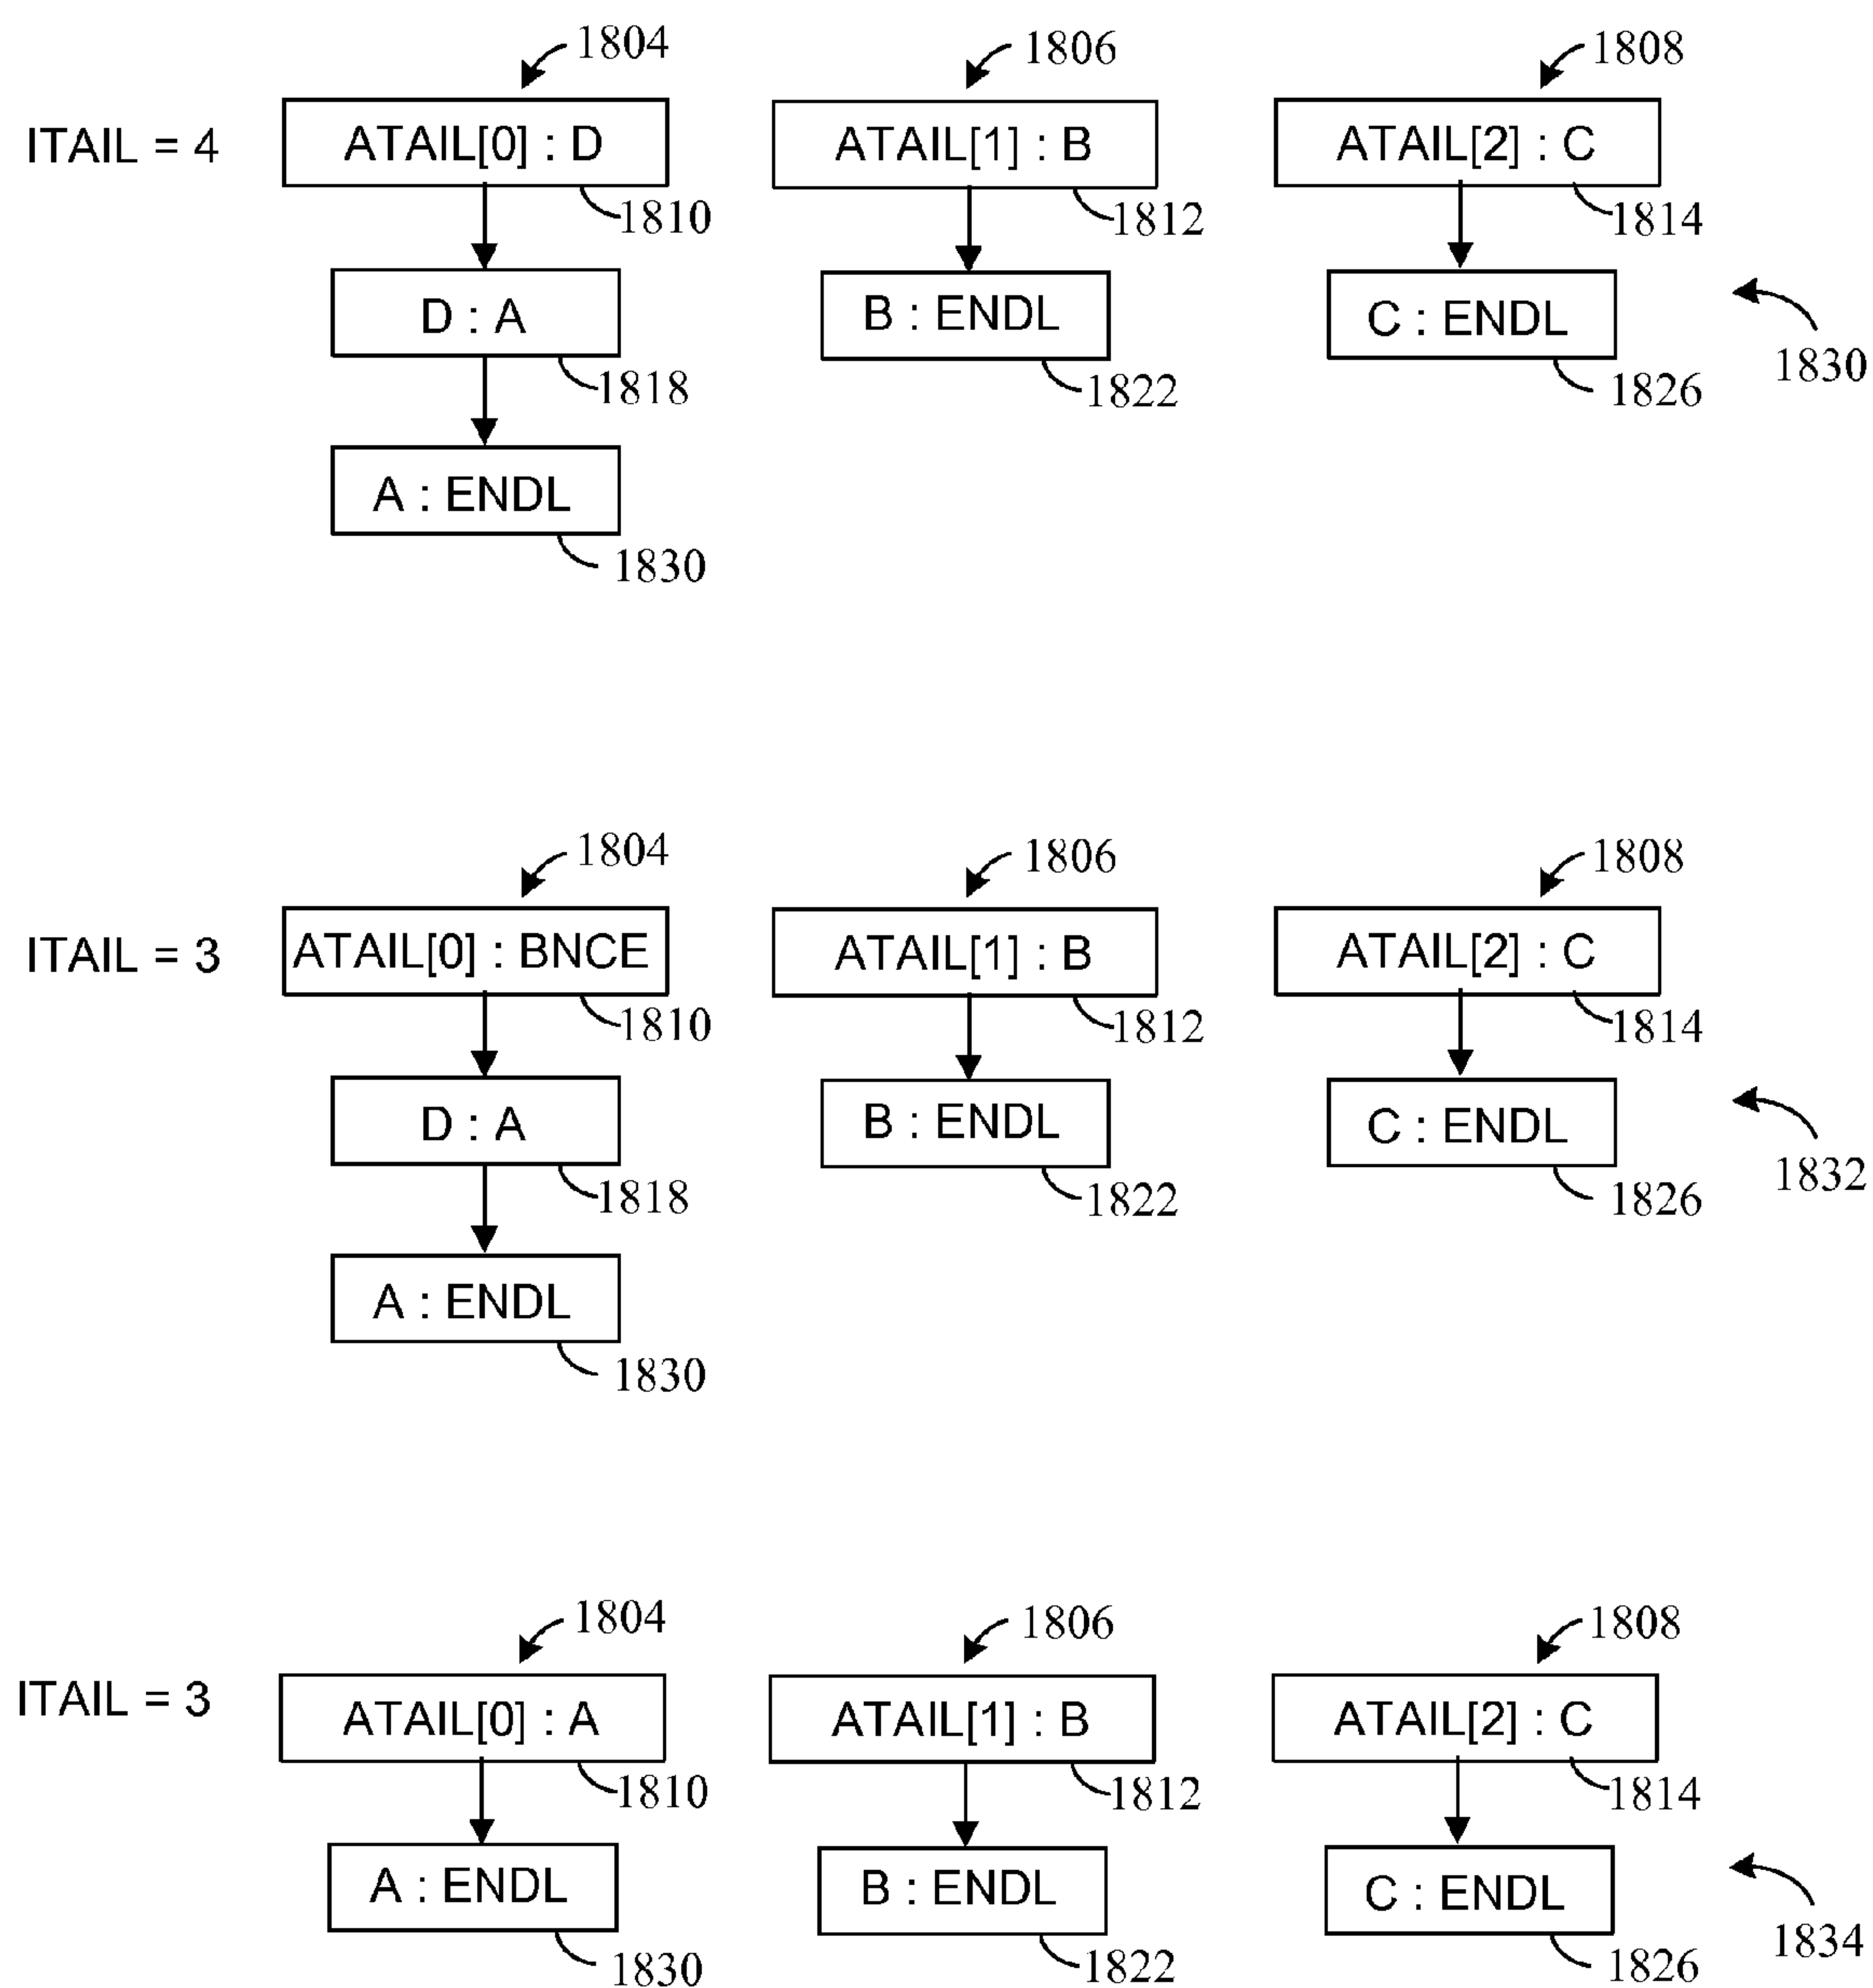 1804
1806
1808
ITAIL = 4
ATAIL[0] : D
ATAIL[1] : B
ATAIL[2] : C
1810
1812
1814
D : A
B : ENDL
C : ENDL
1818
1822
1826
1830
A : ENDL
1830
1804
1806
1808
ITAIL = 3
ATAIL[0] : BNCE
ATAIL[1] : B
ATAIL[2] : C
1810
1812
1814
D : A
B : ENDL
C : ENDL
1818
1822
1826
1832
A : ENDL
1830
1804
1806
1808
ITAIL = 3
ATAIL[0] : A
ATAIL[1] : B
ATAIL[2] : C
1810
1812
1814
A : ENDL
B : ENDL
C : ENDL
1830
1822
1826
1834